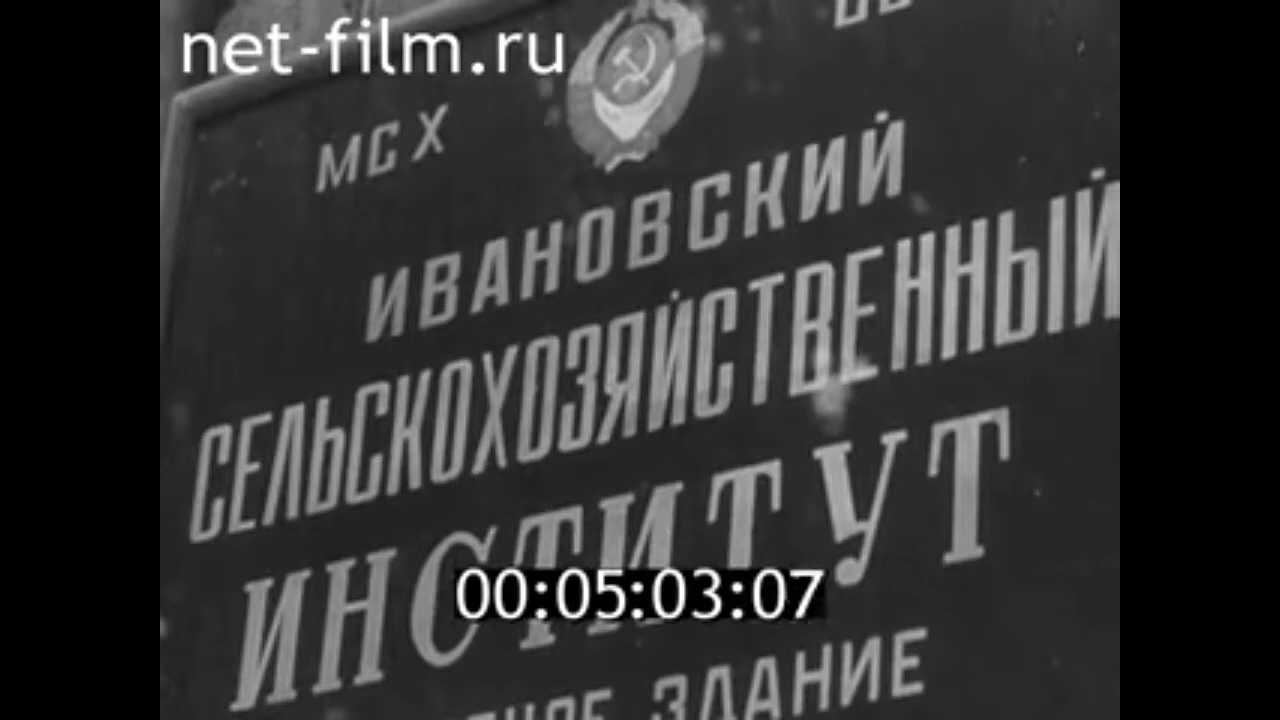 net-film.ru
МСХ
ИВАНОВСКИЙ
СЕЛЬСКОХОЗЯЙСТВЕННЫЙ
ИНСТИТУТ
00:05:03:07
ЗДАНИЕ